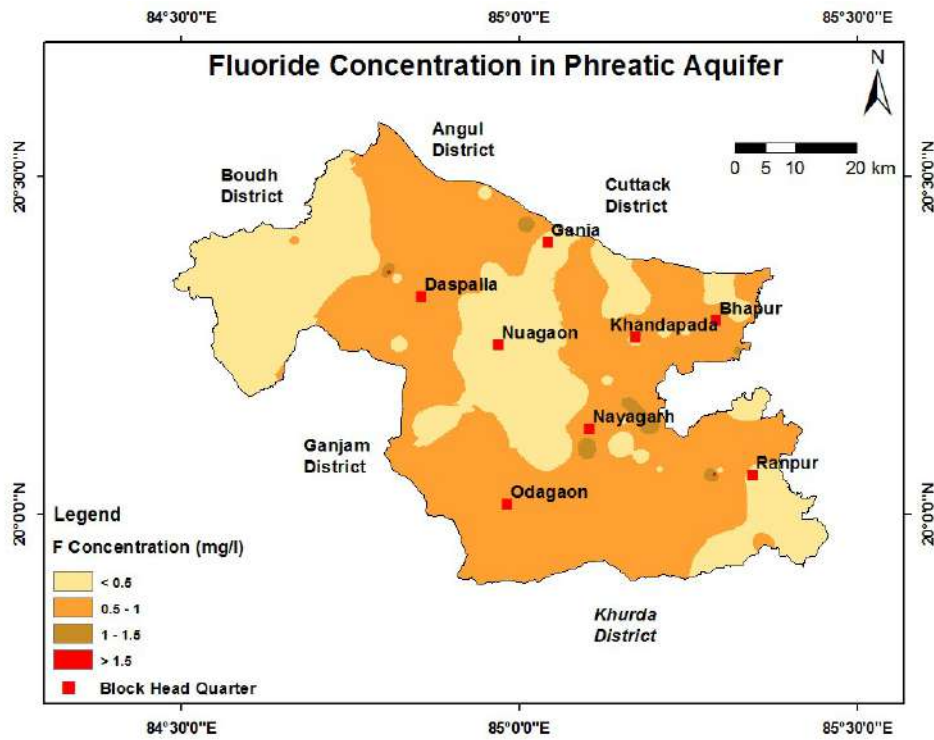 84°30'0"E
85°0'0"E
85°30'0"E
Fluoride Concentration in Phreatic Aquifer
N
Angul
District
0 5 10 20 km
20°30'0"N
20°30'0"N
Boudh
District
Cuttack
District
Gania
Daspalla
Bhapur
Khandapada
Nuagaon
Nayagarh
Ganjam
District
Ranpur
Odagaon
20°0'0"N
20°0'0"N
Legend
F Concentration (mg/l)
< 0.5
0.5 - 1
1 - 1.5
> 1.5
Block Head Quarter
Khurda
District
84°30'0"E
85°0'0"E
85°30'0"E